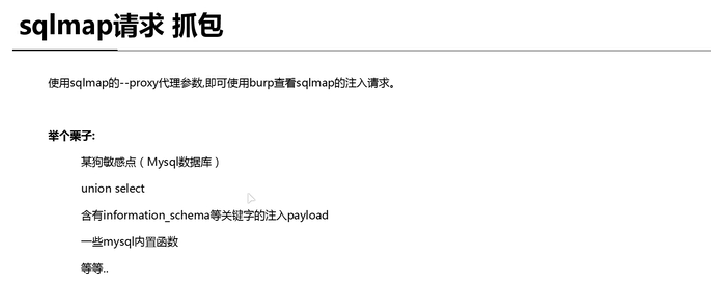 sqlmap请求 抓包
使用sqlmap的--proxy代理参数,即可使用burp查看sqlmap的注入请求。
举个栗子:
某狗敏感点（Mysql数据库）
union select
含有information_schema等关键字的注入payload
一些mysql内置函数
等等..